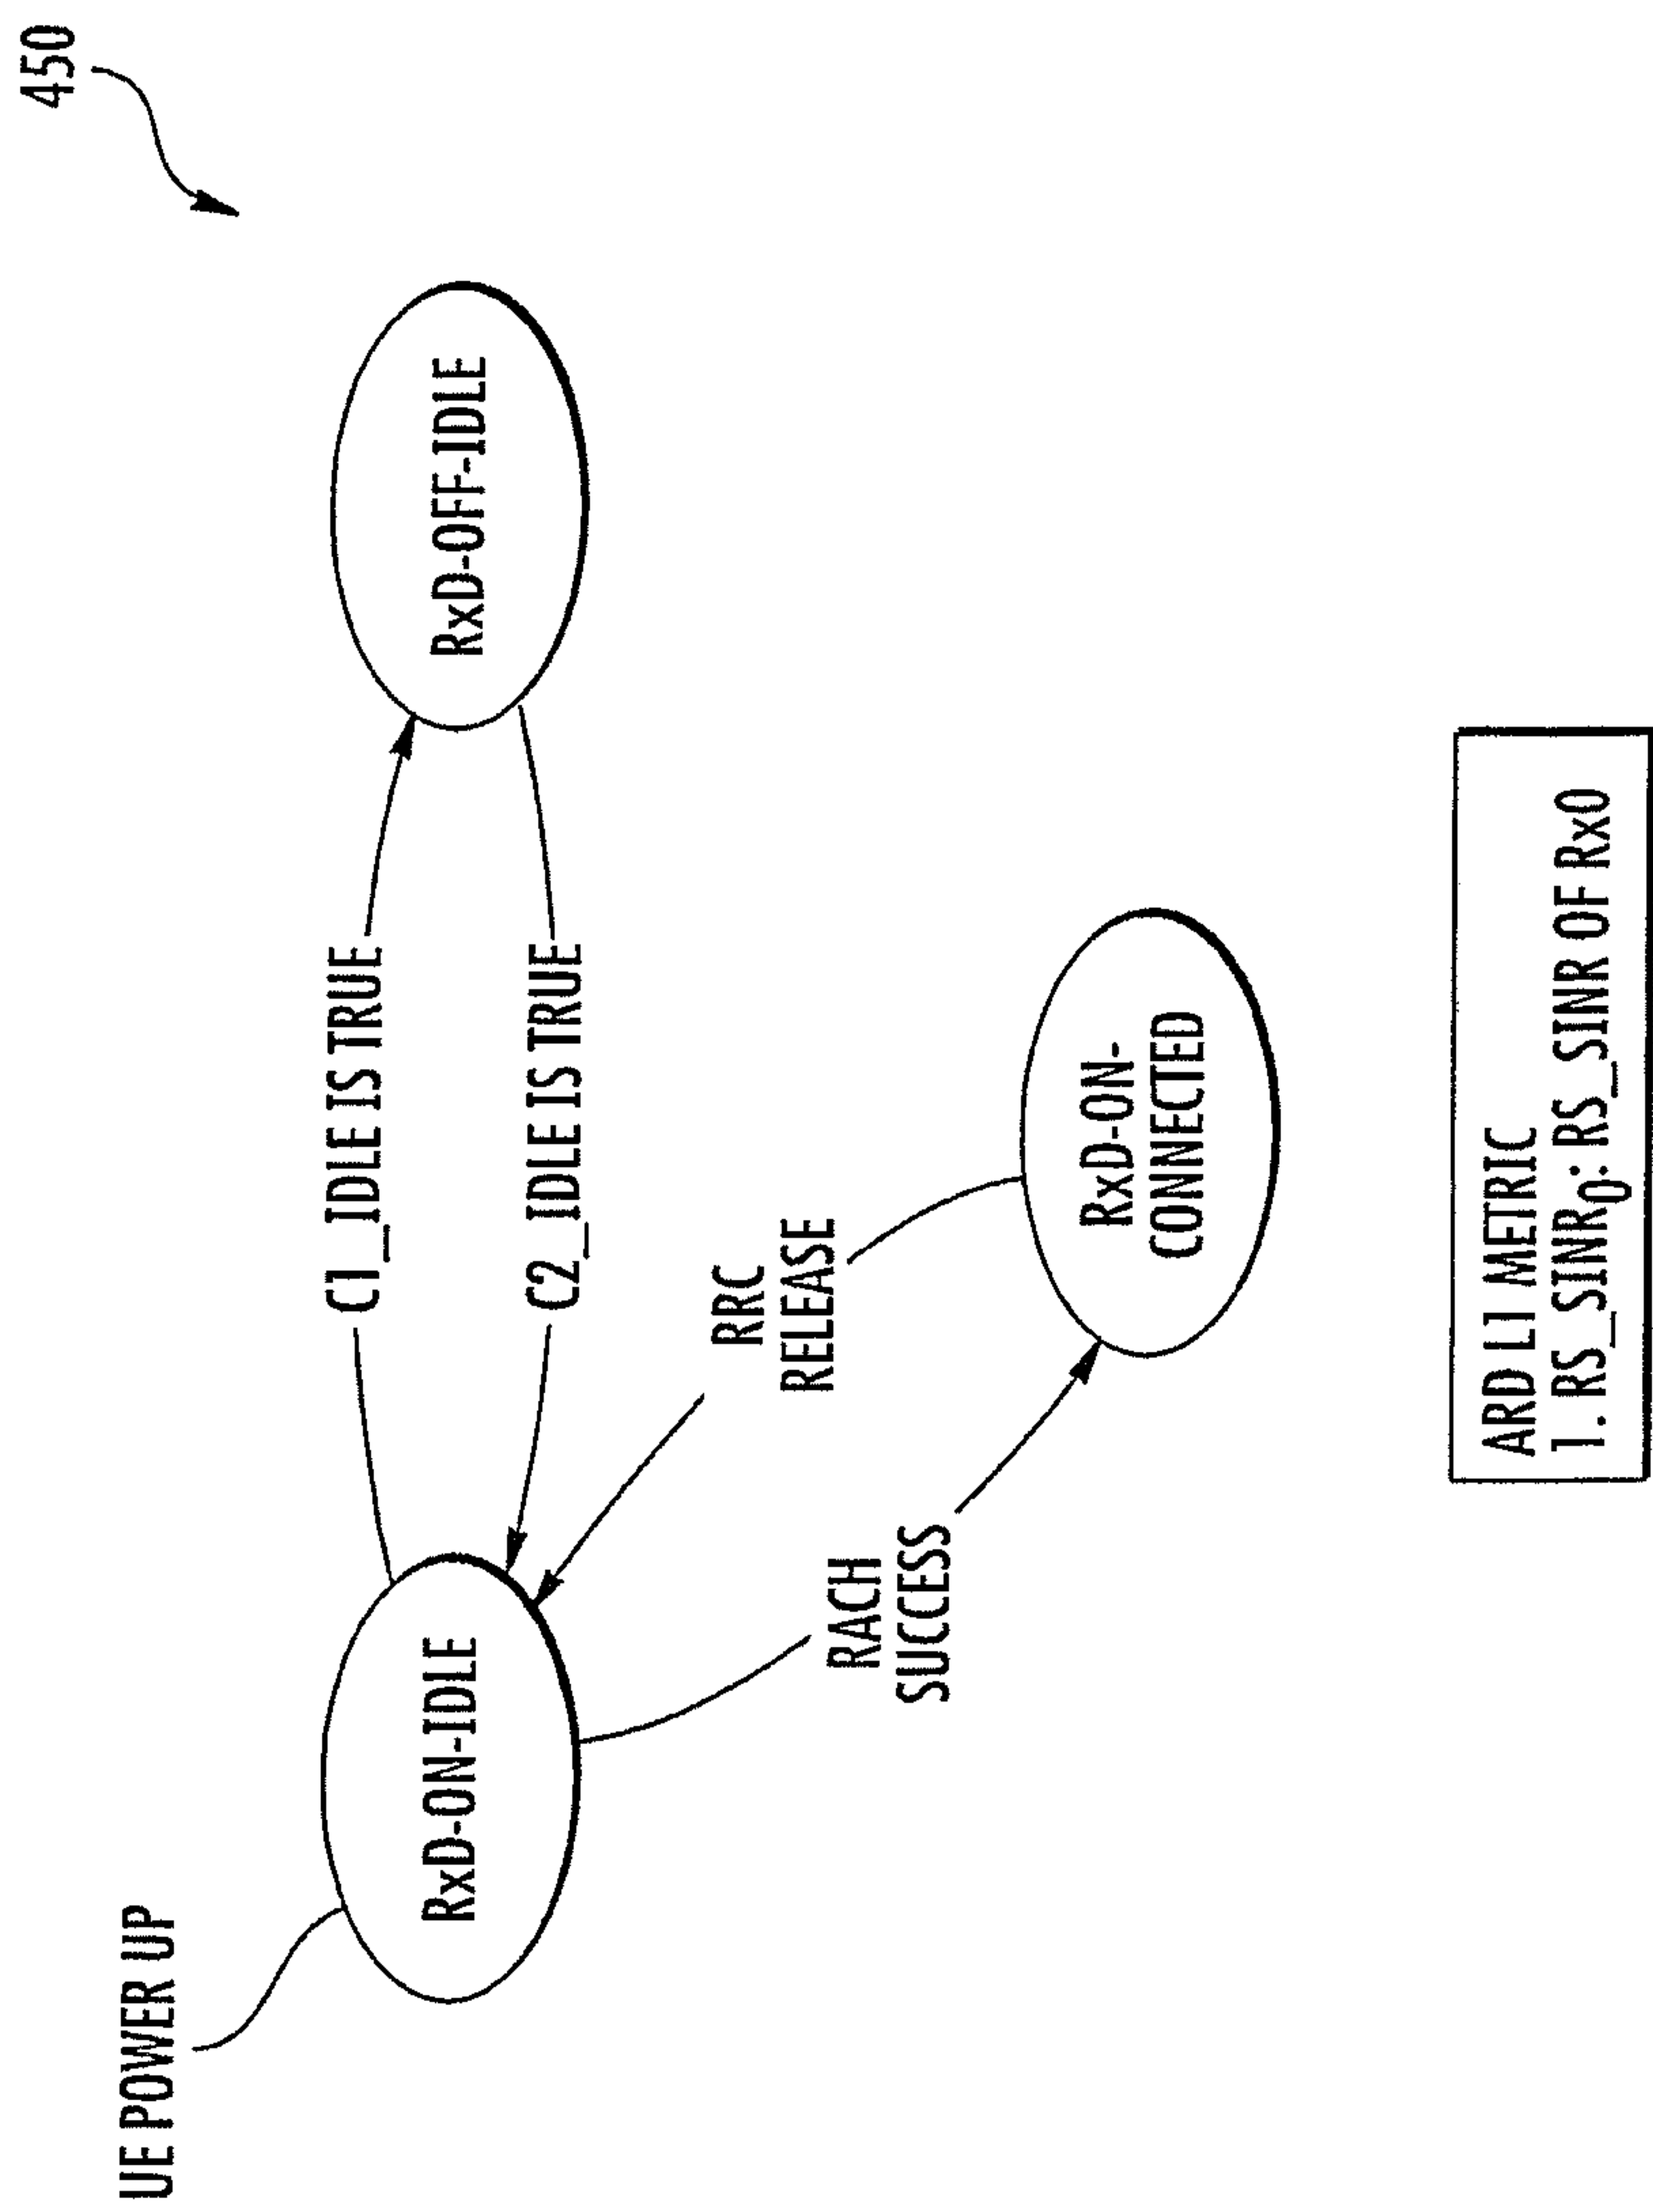 450
UE POWER UP
RxD-ON-IDLE
C1_IDLE IS TRUE
C2_IDLE IS TRUE
RxD-OFF-IDLE
RRC
RELEASE
RACH
SUCCESS
RxD-ON-
CONNECTED
ARD L1 METRIC
1. RS_SINR0: RS_SINR OF Rx0